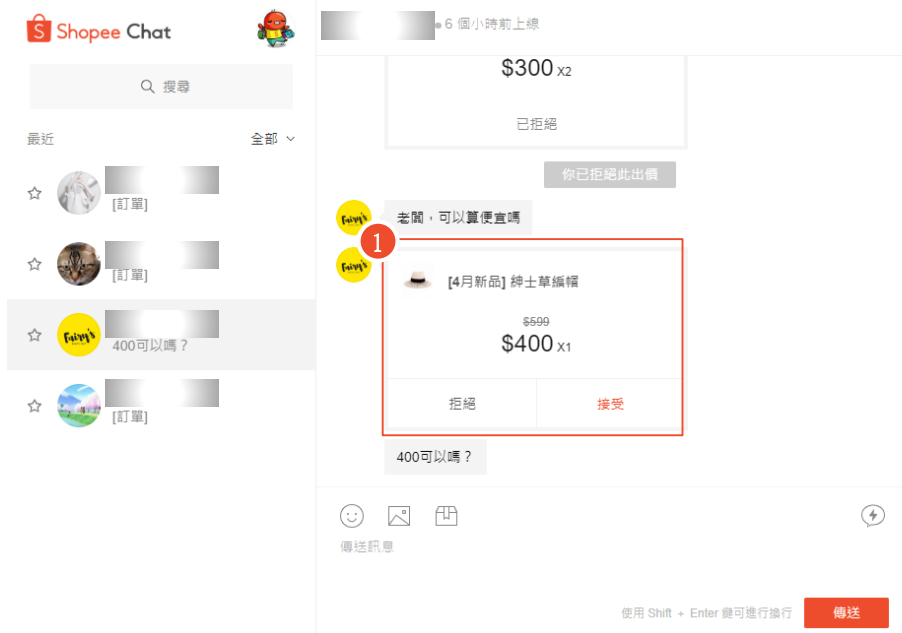 Shopee Chat
搜尋
最近
全部
[訂單]
[訂單]
Fairy's
400可以嗎？
[訂單]
6 個小時前上線
$300 X2
已拒絕
你已拒絕此出價
Fairy's
老闆，可以算便宜嗎
1
Fairy's
[4月新品] 紳士草編帽
$599
$400 X1
拒絕
接受
400可以嗎？
傳送訊息
使用 Shift + Enter 鍵可進行換行
傳送